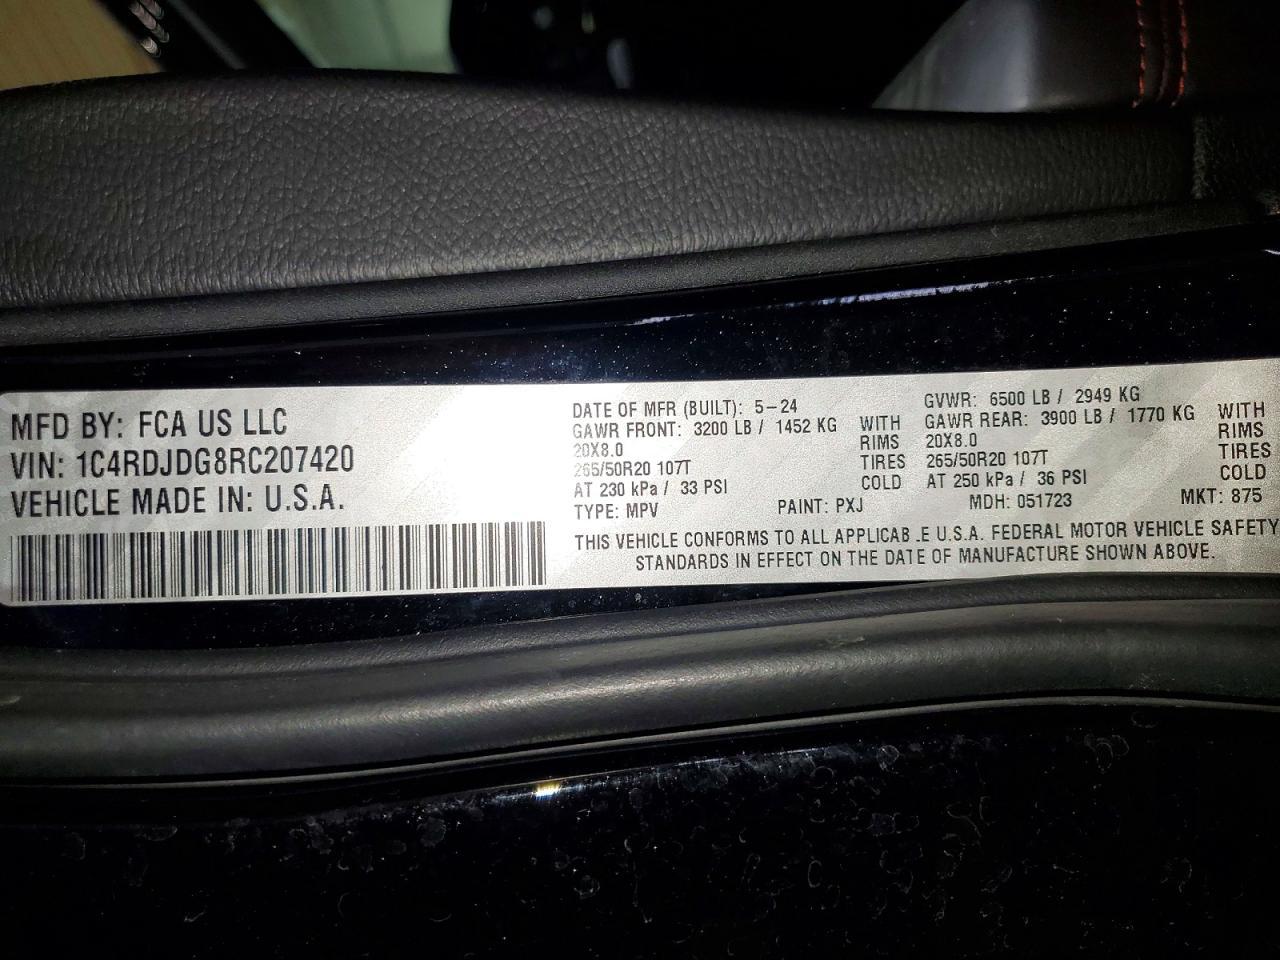 MFD BY: FCA US LLC
VIN: 1C4RDJDG8RC207420
VEHICLE MADE IN: U.S.A.
DATE OF MFR (BUILT): 5-24
GAWR FRONT: 3200 LB / 1452 KG WITH
20X8.0 RIMS
265/50R20 107T TIRES
AT 230 kPa / 33 PSI COLD
GVWR: 6500 LB / 2949 KG
GAWR REAR: 3900 LB / 1770 KG WITH
20X8.0 RIMS
265/50R20 107T TIRES
AT 250 kPa / 36 PSI COLD
TYPE: MPV PAINT: PXJ MDH: 051723 MKT: 875
THIS VEHICLE CONFORMS TO ALL APPLICAB.E U.S.A. FEDERAL MOTOR VEHICLE SAFETY
STANDARDS IN EFFECT ON THE DATE OF MANUFACTURE SHOWN ABOVE.